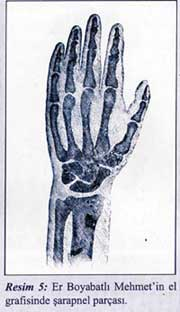 Resim 5: Er Boyabatlı Mehmet'in el
grafisinde şarapnel parçası.